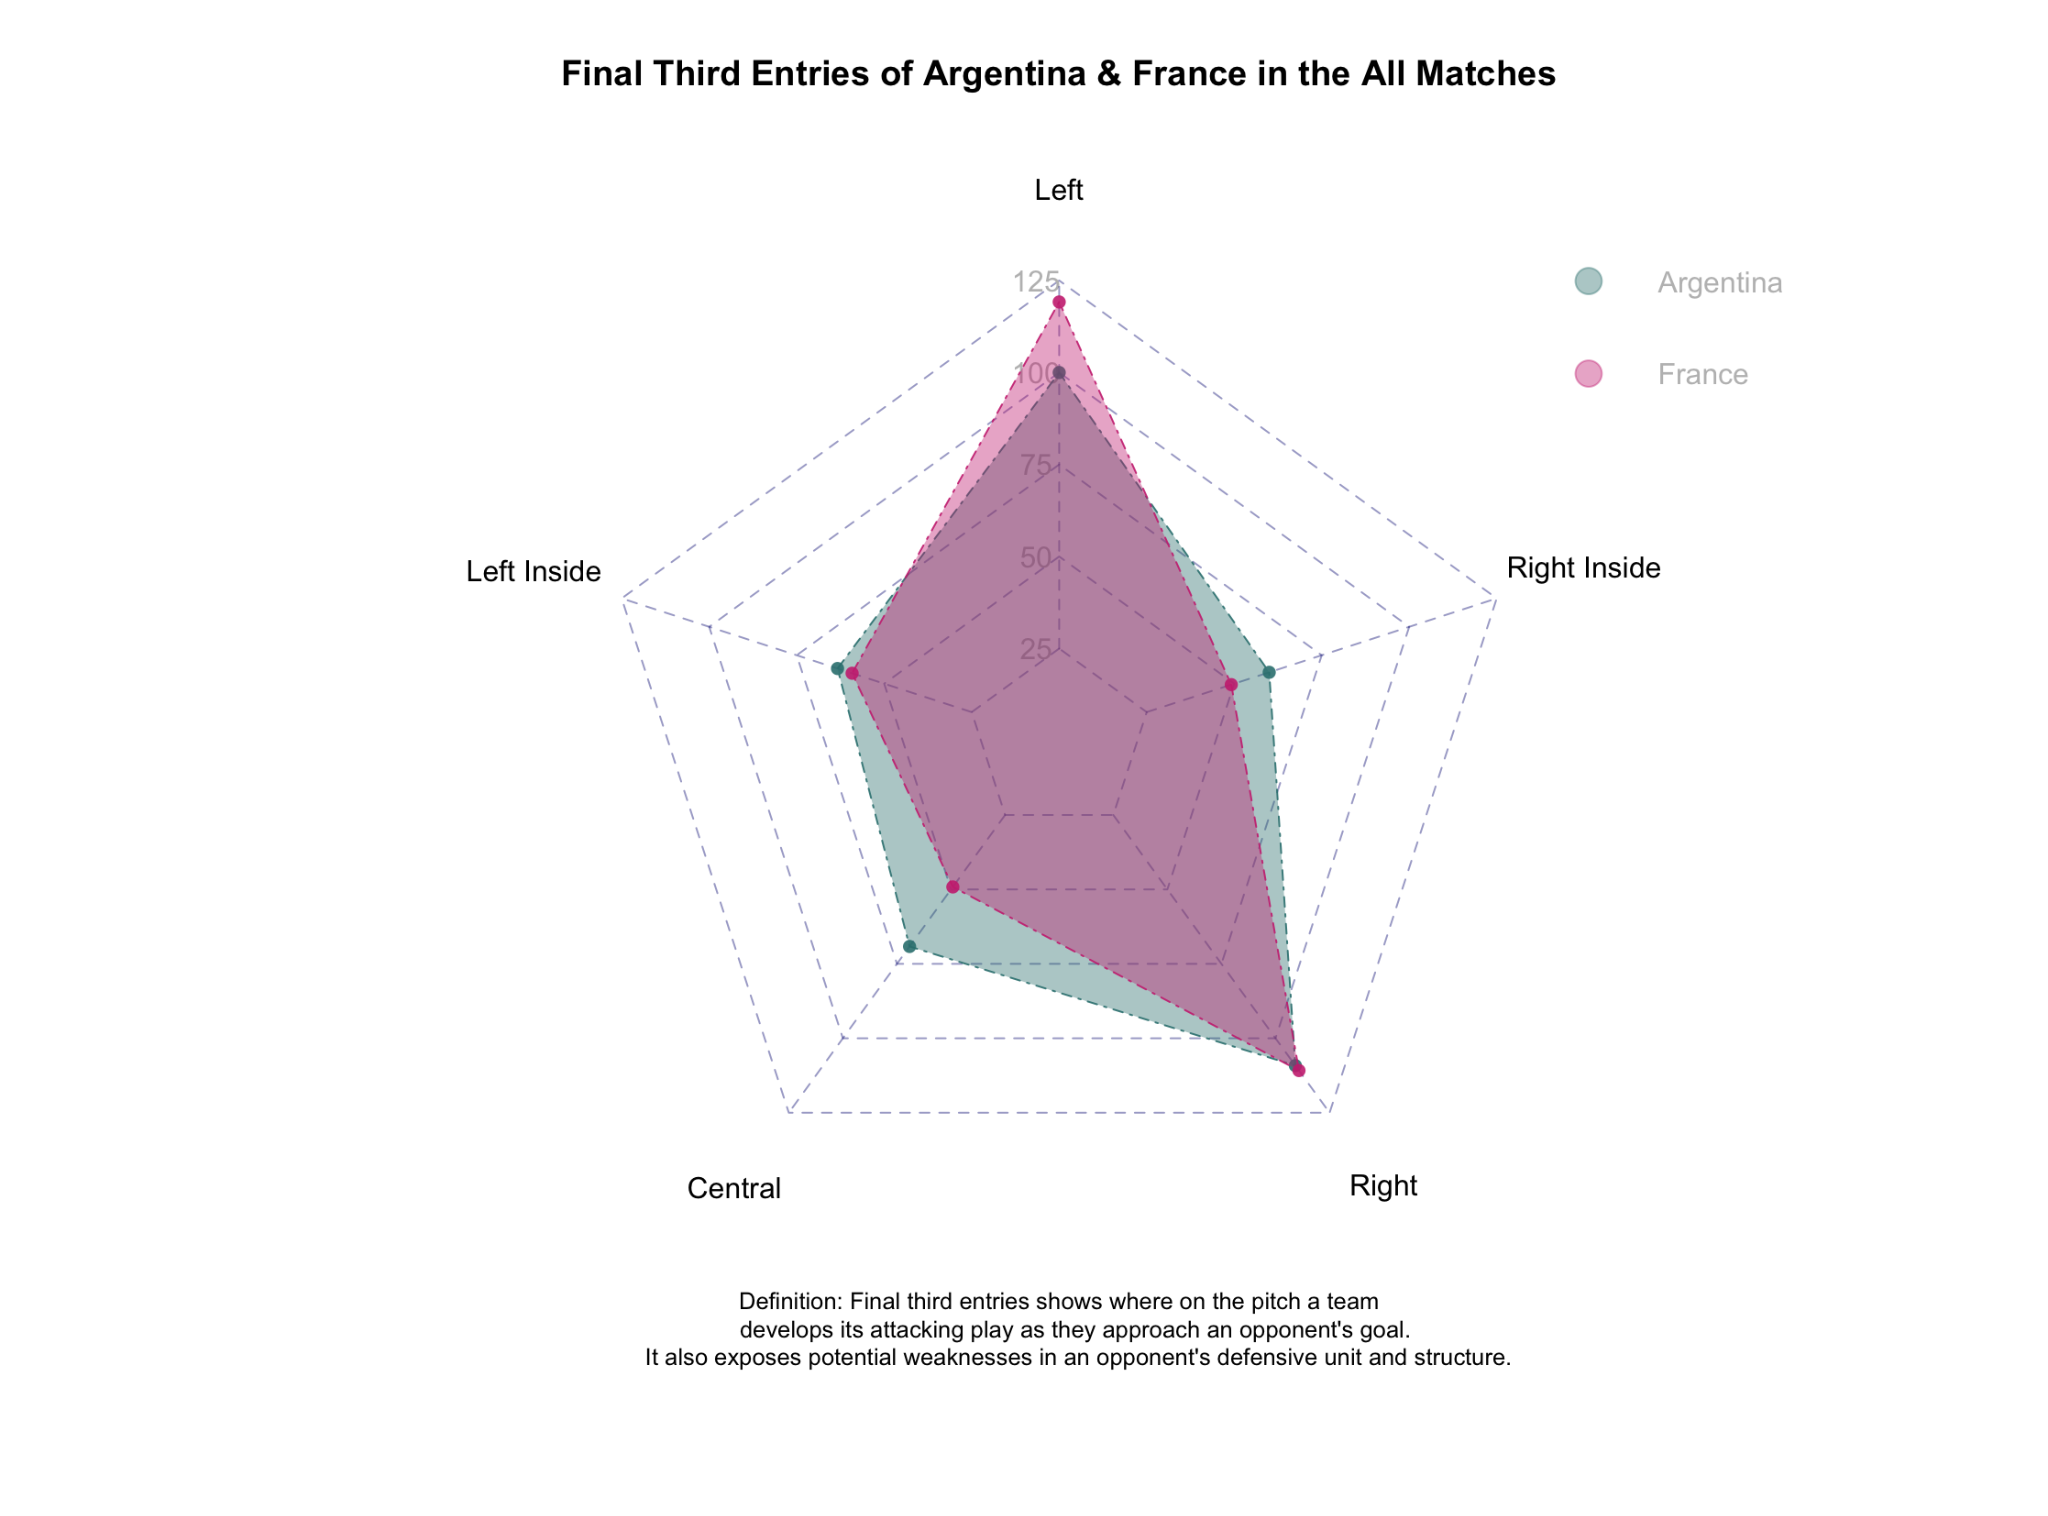 Final Third Entries of Argentina & France in the All Matches
Left
125
Argentina
100
France
75
50
Left Inside
Right Inside
25
Central
Right
Definition: Final third entries shows where on the pitch a team
develops its attacking play as they approach an opponent's goal.
It also exposes potential weaknesses in an opponent's defensive unit and structure.